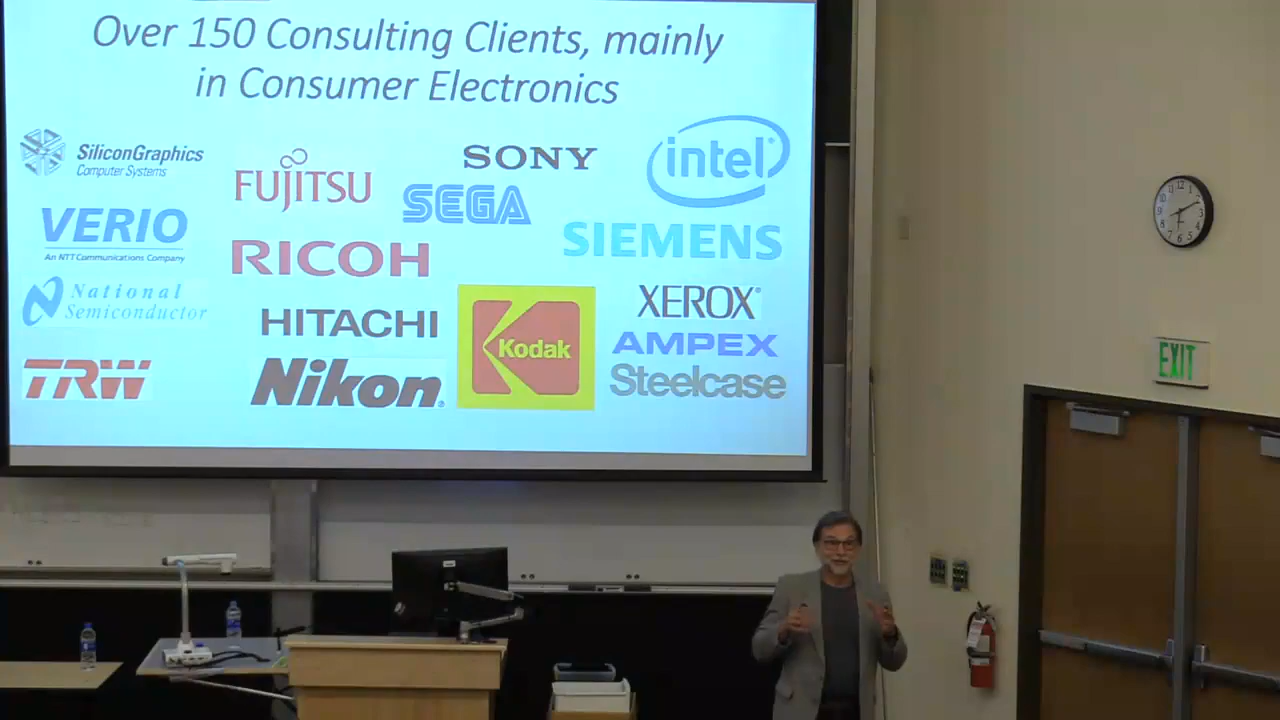 Over 150 Consulting Clients, mainly
in Consumer Electronics
SiliconGraphics
Computer Systems
FUJITSU
SONY
intel
SEGA
VERIO
An NTT Communications Company
RICOH
SIEMENS
National
Semiconductor
HITACHI
Kodak
XEROX
AMPEX
TRW
Nikon
Steelcase
EXIT